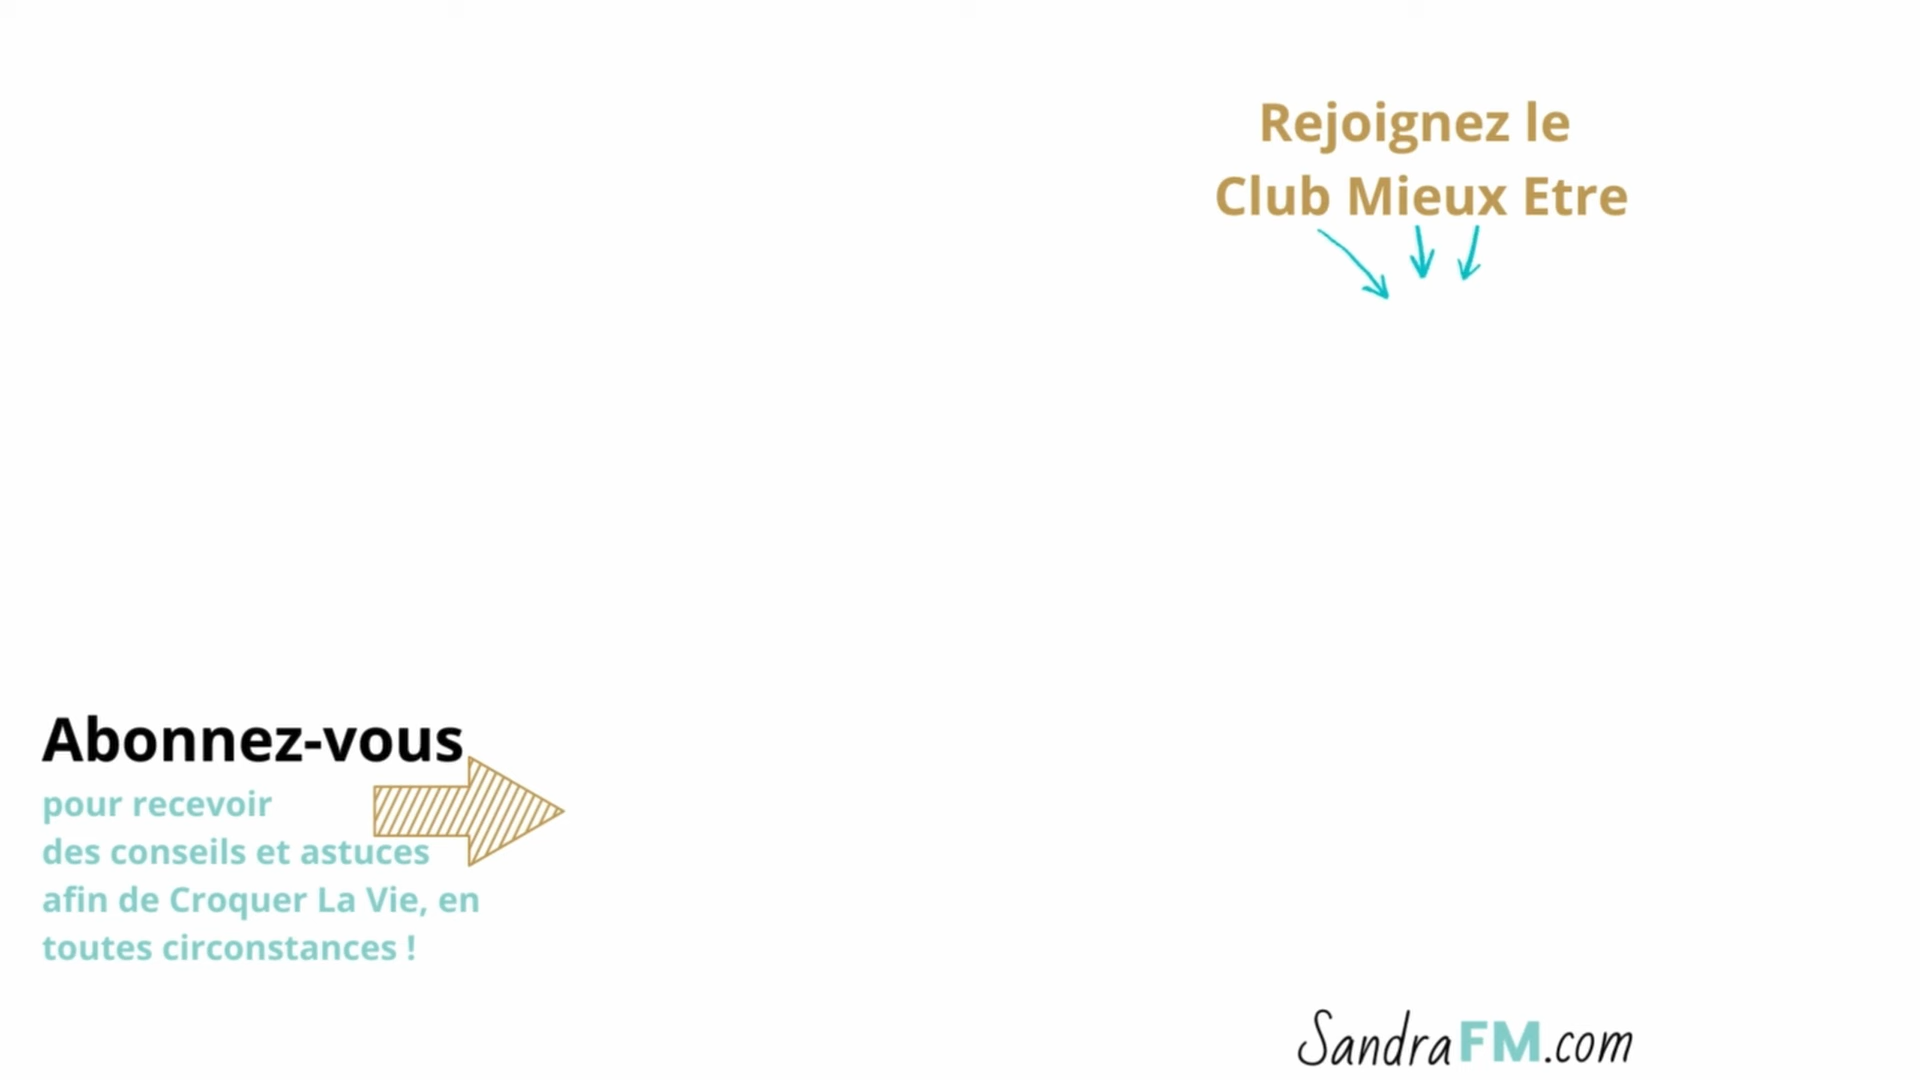 Rejoignez le
Club Mieux Etre
Abonnez-vous
pour recevoir
des conseils et astuces
afin de Croquer La Vie, en
toutes circonstances !
SandraFM.com